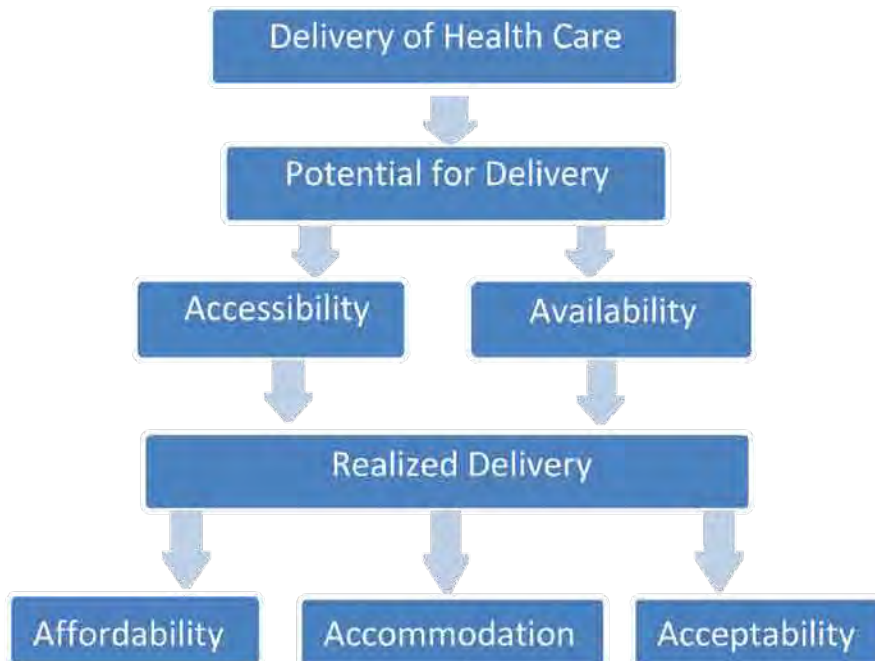 Delivery of Health Care
Potential for Delivery
Accessibility
Availability
Realized Delivery
Affordability
Accommodation
Acceptability